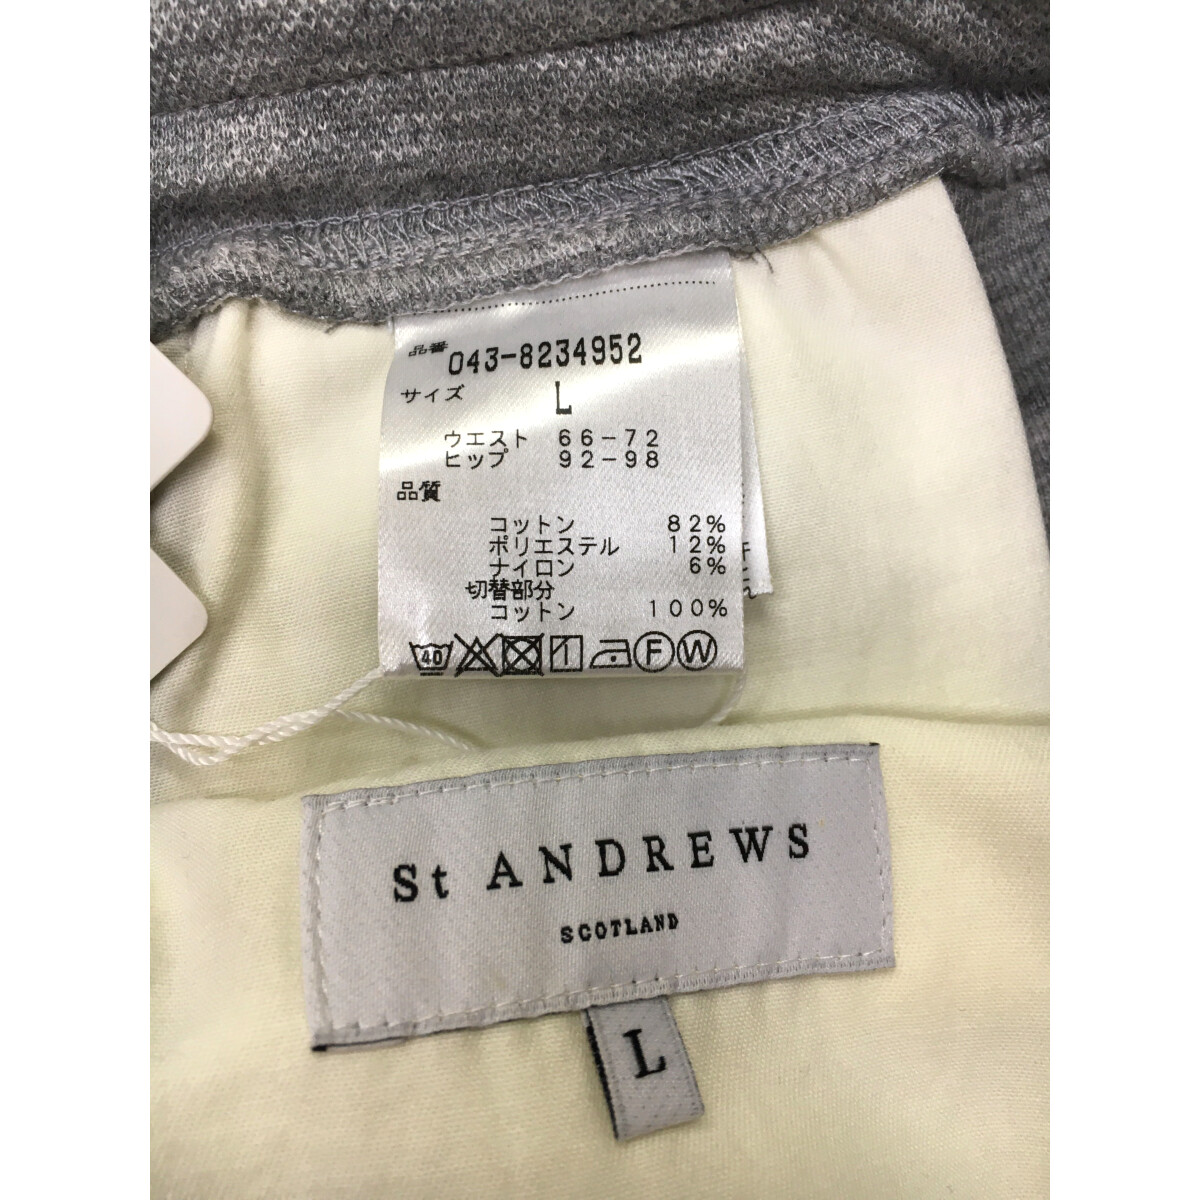 品番 043-8234952
サイズ L
ウエスト 66-72
ヒップ 92-98
品質
コットン 82%
ポリエステル 12%
ナイロン 6%
切替部分
コットン 100%
40 F W
St ANDREWS
SCOTLAND
L